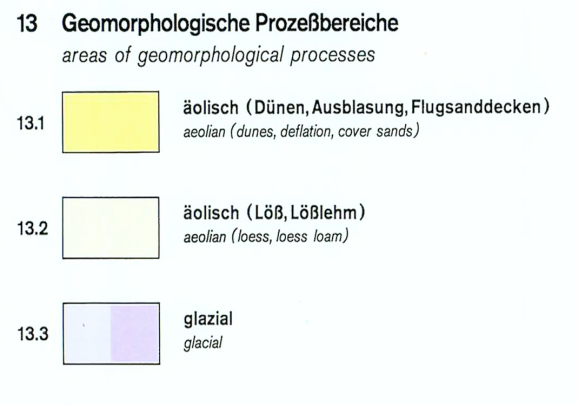 13 Geomorphologische Prozeßbereiche
areas of geomorphological processes
13.1 äolisch (Dünen, Ausblasung, Flugsanddecken)
aeolian (dunes, deflation, cover sands)
13.2 äolisch (Löß, Lößlehm)
aeolian (loess, loess loam)
13.3 glazial
glacial